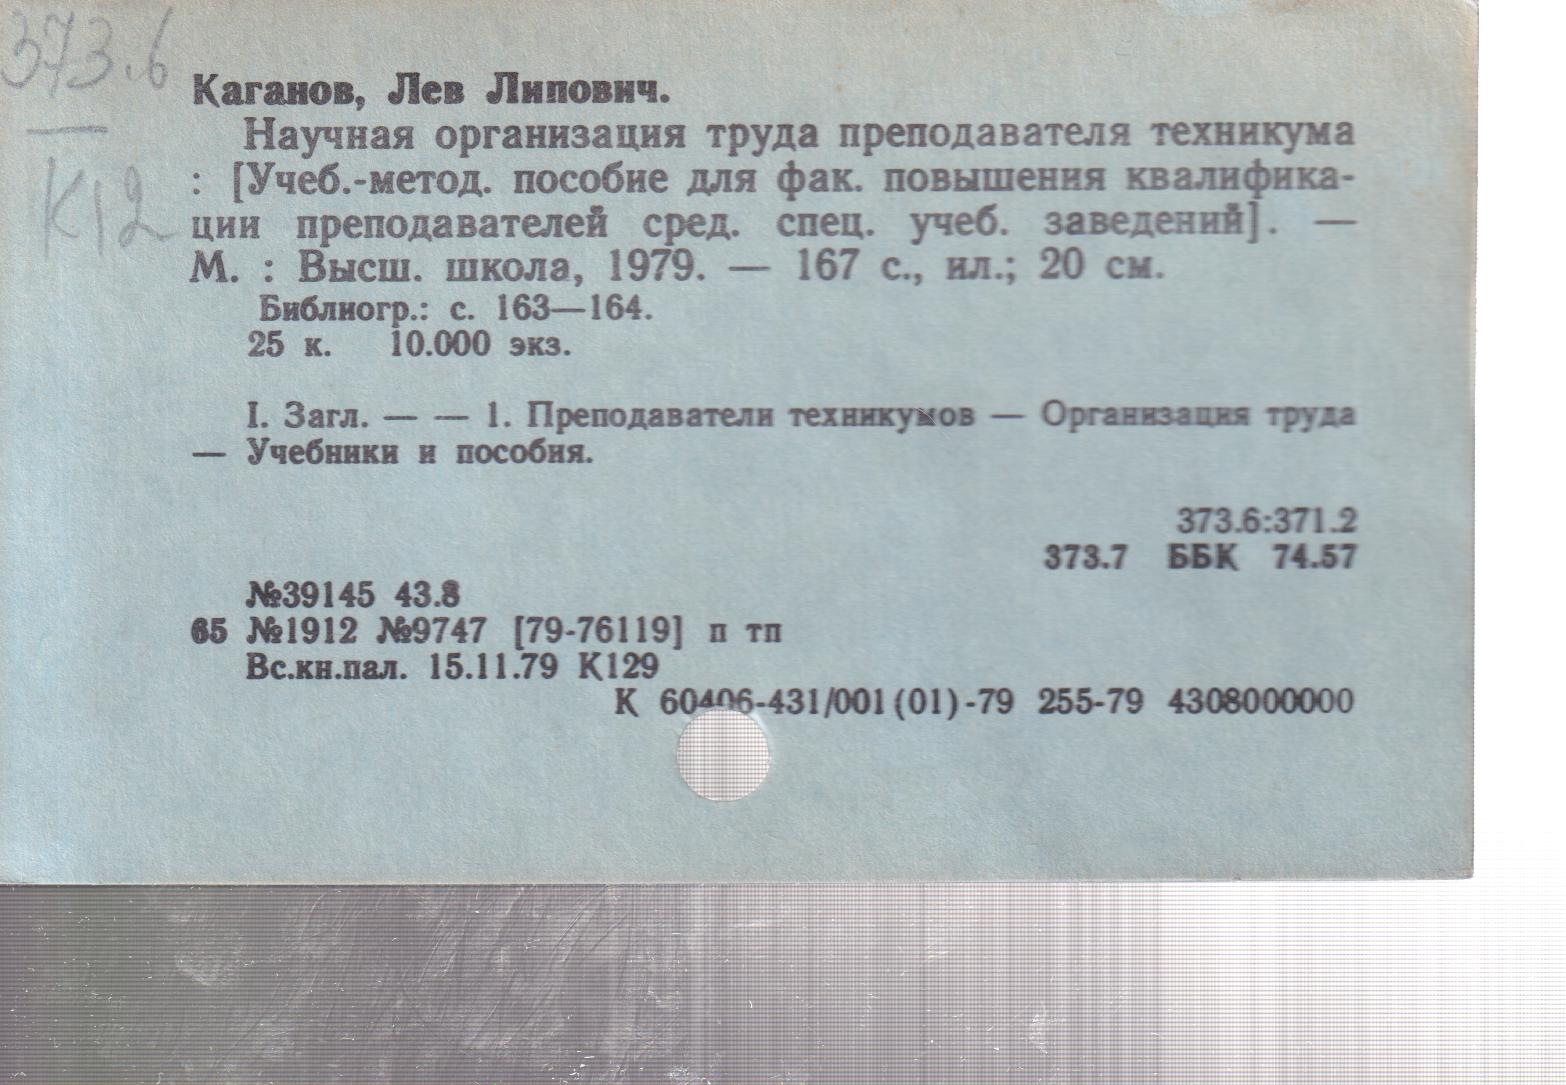 373.6
К12
Каганов, Лев Липович.
Научная организация труда преподавателя техникума
: [Учеб.-метод. пособие для фак. повышения квалифика-
ции преподавателей сред. спец. учеб. заведений]. —
М. : Высш. школа, 1979. — 167 с., ил.; 20 см.
Библиогр.: с. 163—164.
25 к. 10.000 экз.
I. Загл. — — 1. Преподаватели техникумов — Организация труда
— Учебники и пособия.
373.6:371.2
373.7 ББК 74.57
№39145 43.8
65 №1912 №9747 [79-76119] п тп
Вс.кн.пал. 15.11.79 К129
К 60406-431/001(01)-79 255-79 4308000000